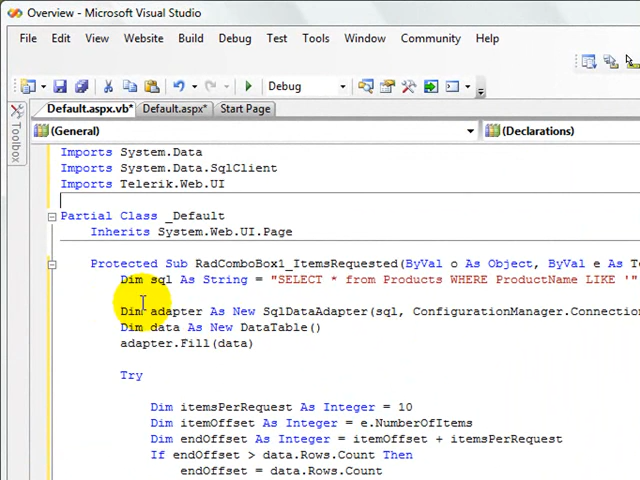 Overview - Microsoft Visual Studio
File Edit View Website Build Debug Test Tools Window Community Help
Debug
Default.aspx.vb* Default.aspx* Start Page
Toolbox
(General) (Declarations)
Imports System.Data
Imports System.Data.SqlClient
Imports Telerik.Web.UI
Partial Class _Default
Inherits System.Web.UI.Page
Protected Sub RadComboBox1_ItemsRequested(ByVal o As Object, ByVal e As Te
Dim sql As String = "SELECT * from Products WHERE ProductName LIKE '"
Dim adapter As New SqlDataAdapter(sql, ConfigurationManager.Connection
Dim data As New DataTable()
adapter.Fill(data)
Try
Dim itemsPerRequest As Integer = 10
Dim itemOffset As Integer = e.NumberOfItems
Dim endOffset As Integer = itemOffset + itemsPerRequest
If endOffset > data.Rows.Count Then
endOffset = data.Rows.Count